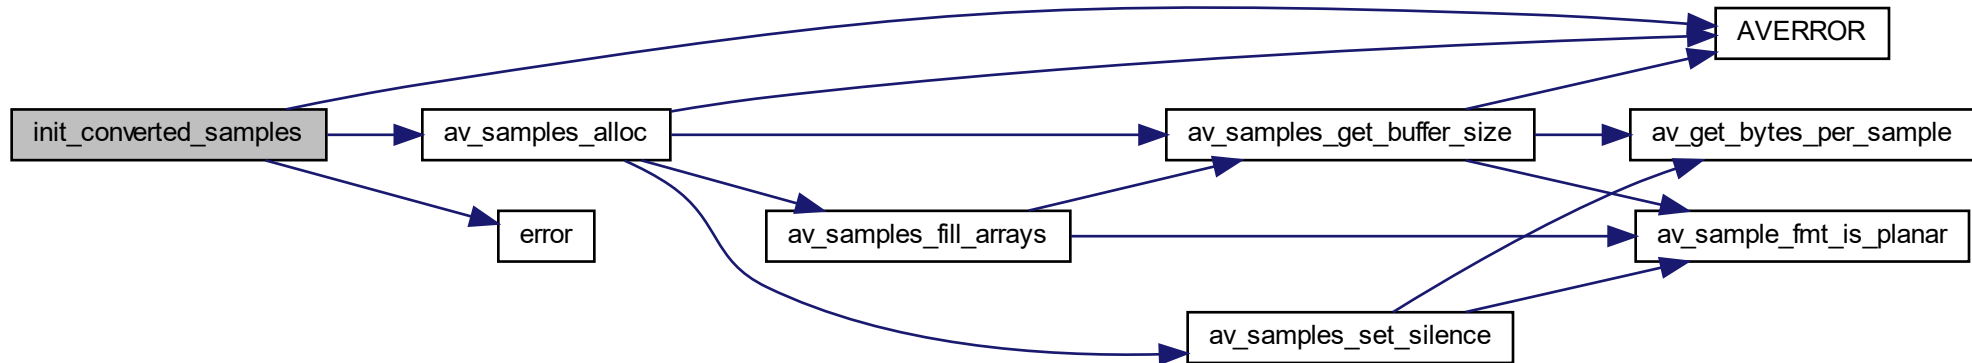 AVERROR
init_converted_samples
av_samples_alloc
av_samples_get_buffer_size
av_get_bytes_per_sample
error
av_samples_fill_arrays
av_sample_fmt_is_planar
av_samples_set_silence